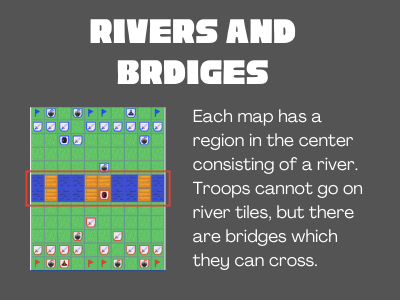 RIVERS AND
BRDIGES
Each map has a
region in the center
consisting of a river.
Troops cannot go on
river tiles, but there
are bridges which
they can cross.